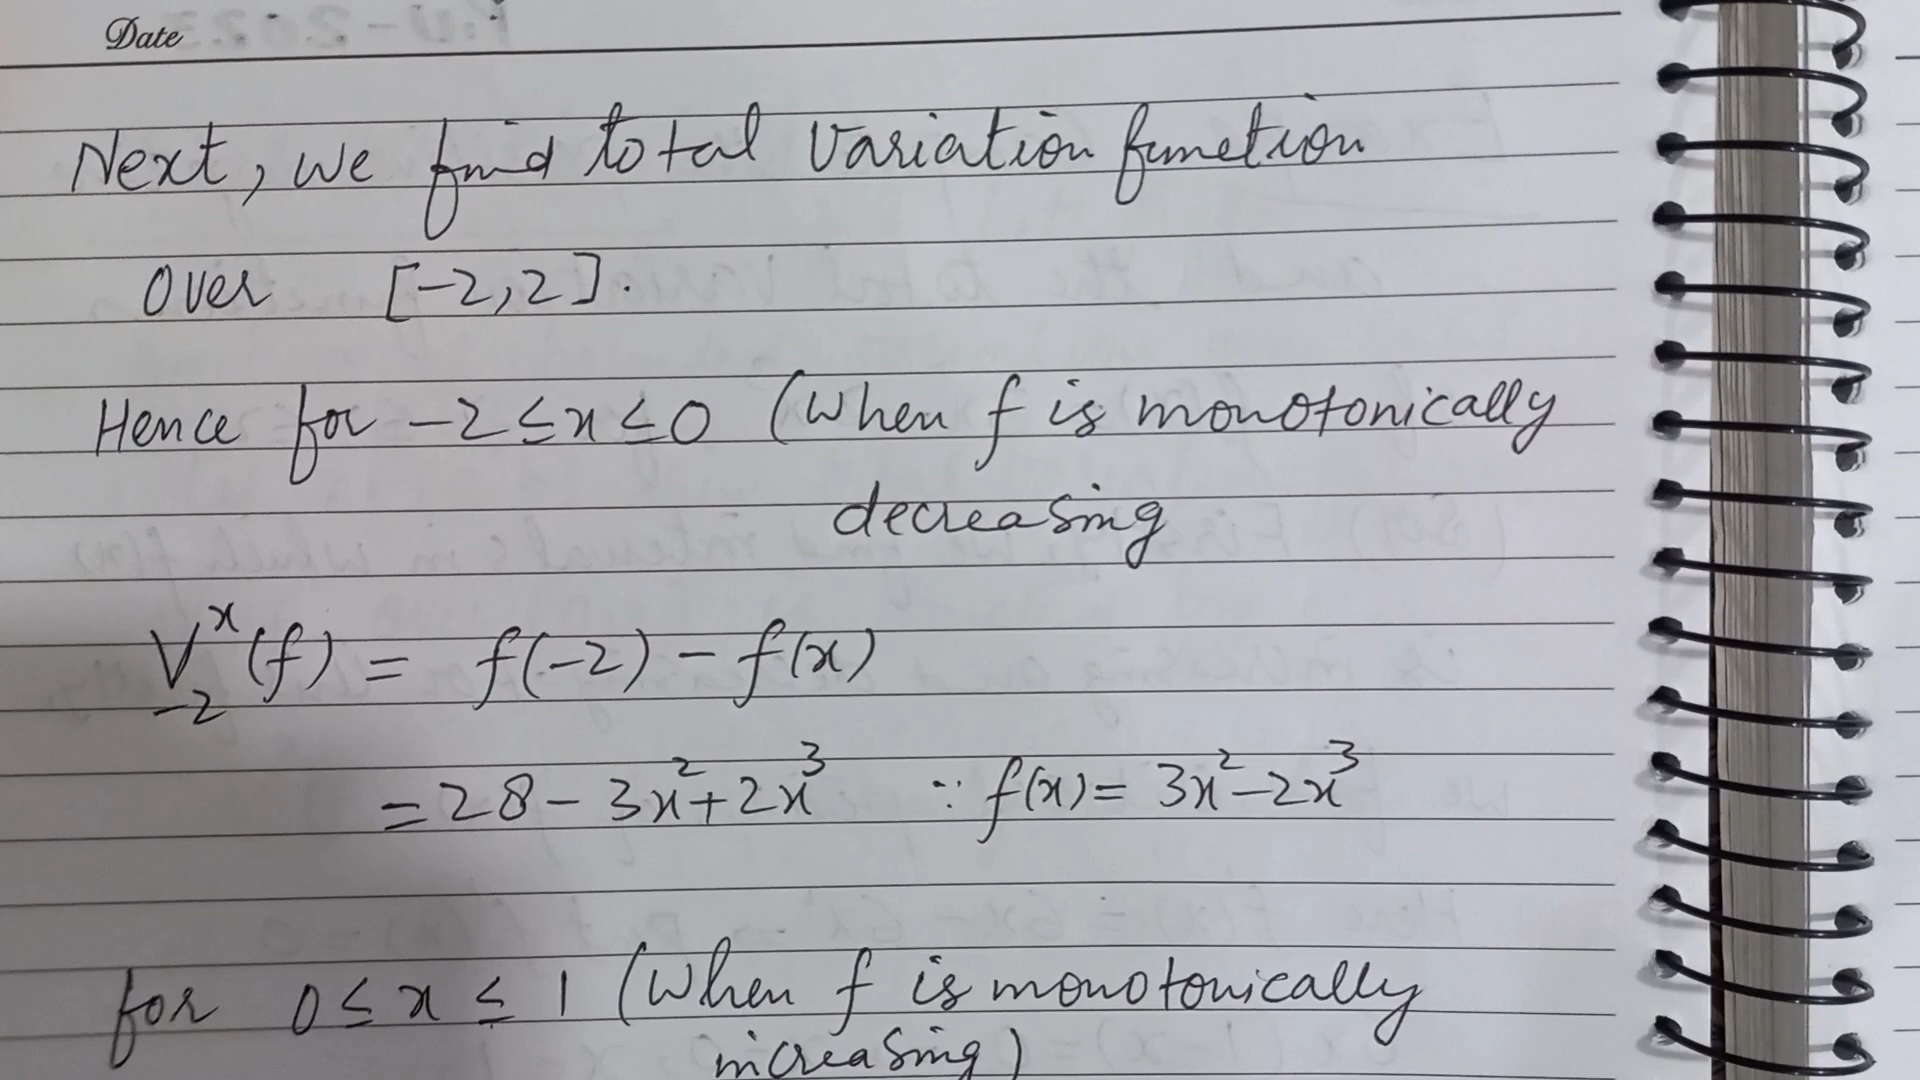 Date
Next, we find total variation function
over [-2,2].
Hence for -2 ≤ x ≤ 0 (when f is monotonically
decreasing
V_{-2}^{x}(f) = f(-2) - f(x)
= 28 - 3x² + 2x³ ∵ f(x) = 3x² - 2x³
for 0 ≤ x ≤ 1 (when f is monotonically
increasing)